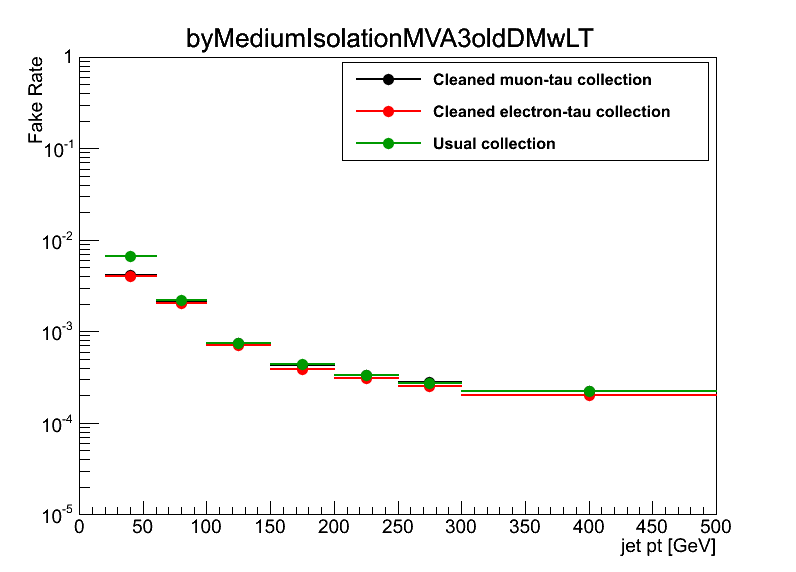 byMediumIsolationMVA3oldDMwLT
Fake Rate
Cleaned muon-tau collection
Cleaned electron-tau collection
Usual collection
1
10^-1
10^-2
10^-3
10^-4
10^-5
0 50 100 150 200 250 300 350 400 450 500
jet pt [GeV]